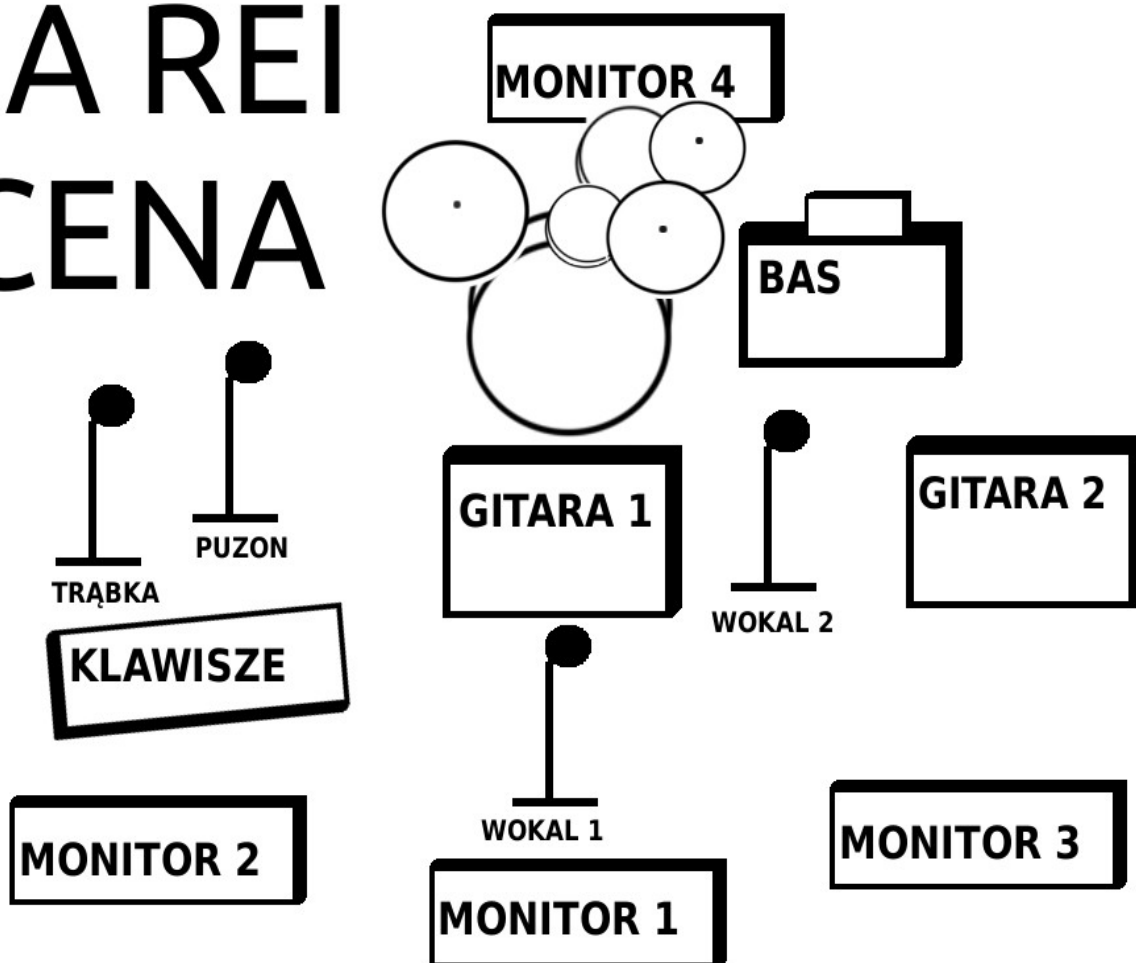 A REI
CENA
MONITOR 4
BAS
GITARA 1
GITARA 2
PUZON
TRĄBKA
WOKAL 2
KLAWISZE
WOKAL 1
MONITOR 2
MONITOR 3
MONITOR 1